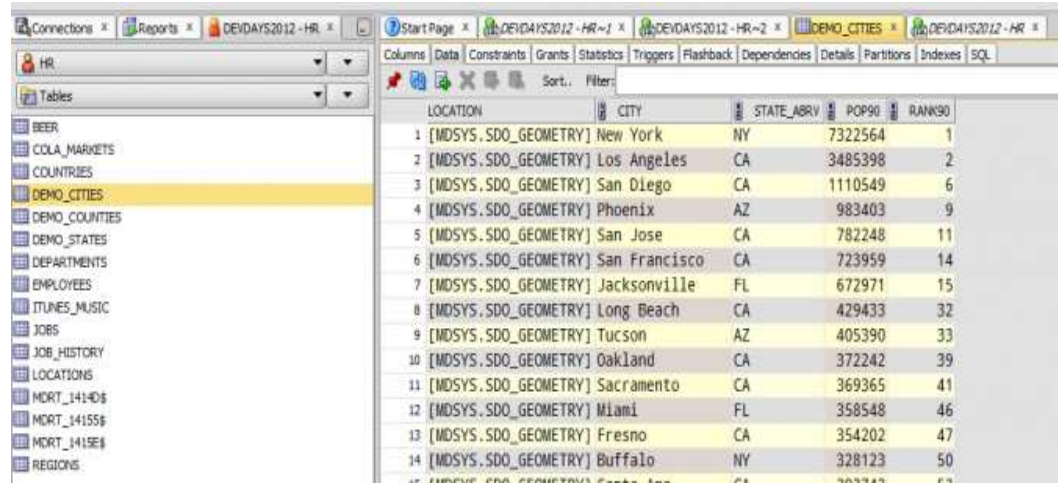 Connections Reports DEVDAYS2012 - HR
Start Page DEVDAYS2012 - HR~1 DEVDAYS2012 - HR~2 DEMO_CITIES DEVDAYS2012 - HR
HR
Tables
BEER
COLA_MARKETS
COUNTRIES
DEMO_CITIES
DEMO_COUNTIES
DEMO_STATES
DEPARTMENTS
EMPLOYEES
ITUNES_MUSIC
JOBS
JOB_HISTORY
LOCATIONS
MDRT_1414D$
MDRT_14155$
MDRT_1415E$
REGIONS
Columns Data Constraints Grants Statistics Triggers Flashback Dependencies Details Partitions Indexes SQL
Sort.. Filter:
LOCATION CITY STATE_ABRV POP90 RANK90
1 [MDSYS.SDO_GEOMETRY] New York NY 7322564 1
2 [MDSYS.SDO_GEOMETRY] Los Angeles CA 3485398 2
3 [MDSYS.SDO_GEOMETRY] San Diego CA 1110549 6
4 [MDSYS.SDO_GEOMETRY] Phoenix AZ 983403 9
5 [MDSYS.SDO_GEOMETRY] San Jose CA 782248 11
6 [MDSYS.SDO_GEOMETRY] San Francisco CA 723959 14
7 [MDSYS.SDO_GEOMETRY] Jacksonville FL 672971 15
8 [MDSYS.SDO_GEOMETRY] Long Beach CA 429433 32
9 [MDSYS.SDO_GEOMETRY] Tucson AZ 405390 33
10 [MDSYS.SDO_GEOMETRY] Oakland CA 372242 39
11 [MDSYS.SDO_GEOMETRY] Sacramento CA 369365 41
12 [MDSYS.SDO_GEOMETRY] Miami FL 358548 46
13 [MDSYS.SDO_GEOMETRY] Fresno CA 354202 47
14 [MDSYS.SDO_GEOMETRY] Buffalo NY 328123 50